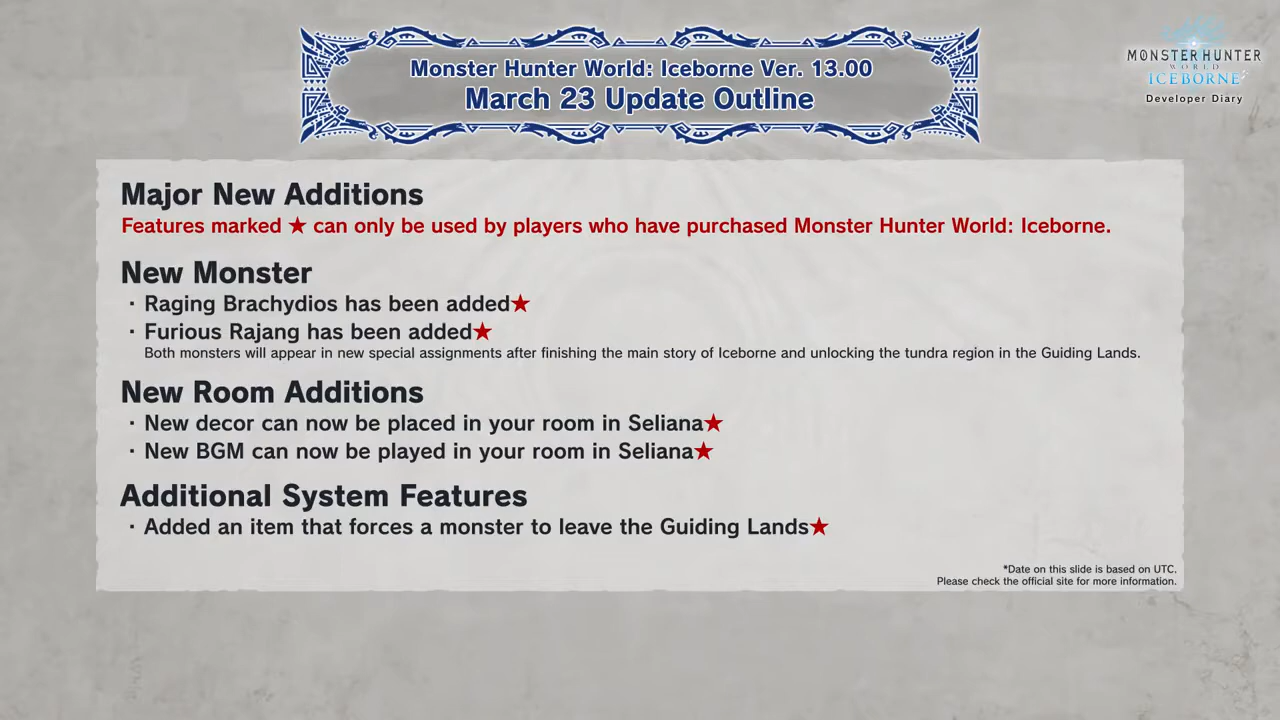 Monster Hunter World: Iceborne Ver. 13.00
March 23 Update Outline
MONSTER HUNTER
WORLD
ICEBORNE
Developer Diary
Major New Additions
Features marked ★ can only be used by players who have purchased Monster Hunter World: Iceborne.
New Monster
· Raging Brachydios has been added★
· Furious Rajang has been added★
Both monsters will appear in new special assignments after finishing the main story of Iceborne and unlocking the tundra region in the Guiding Lands.
New Room Additions
· New decor can now be placed in your room in Seliana★
· New BGM can now be played in your room in Seliana★
Additional System Features
· Added an item that forces a monster to leave the Guiding Lands★
*Date on this slide is based on UTC.
Please check the official site for more information.